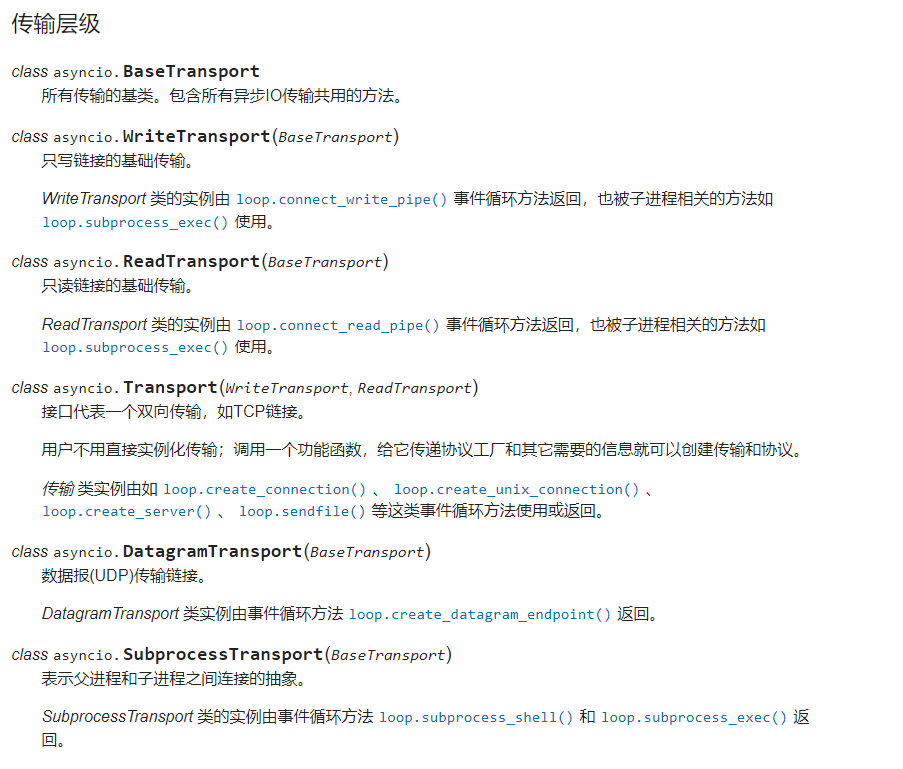 传输层级
class asyncio.BaseTransport
所有传输的基类。包含所有异步IO传输共用的方法。
class asyncio.WriteTransport(BaseTransport)
只写链接的基础传输。
WriteTransport 类的实例由 loop.connect_write_pipe() 事件循环方法返回，也被子进程相关的方法如
loop.subprocess_exec() 使用。
class asyncio.ReadTransport(BaseTransport)
只读链接的基础传输。
ReadTransport 类的实例由 loop.connect_read_pipe() 事件循环方法返回，也被子进程相关的方法如
loop.subprocess_exec() 使用。
class asyncio.Transport(WriteTransport, ReadTransport)
接口代表一个双向传输，如TCP链接。
用户不用直接实例化传输；调用一个功能函数，给它传递协议工厂和其它需要的信息就可以创建传输和协议。
传输 类实例由如 loop.create_connection() 、 loop.create_unix_connection() 、
loop.create_server() 、 loop.sendfile() 等这类事件循环方法使用或返回。
class asyncio.DatagramTransport(BaseTransport)
数据报(UDP)传输链接。
DatagramTransport 类实例由事件循环方法 loop.create_datagram_endpoint() 返回。
class asyncio.SubprocessTransport(BaseTransport)
表示父进程和子进程之间连接的抽象。
SubprocessTransport 类的实例由事件循环方法 loop.subprocess_shell() 和 loop.subprocess_exec() 返
回。